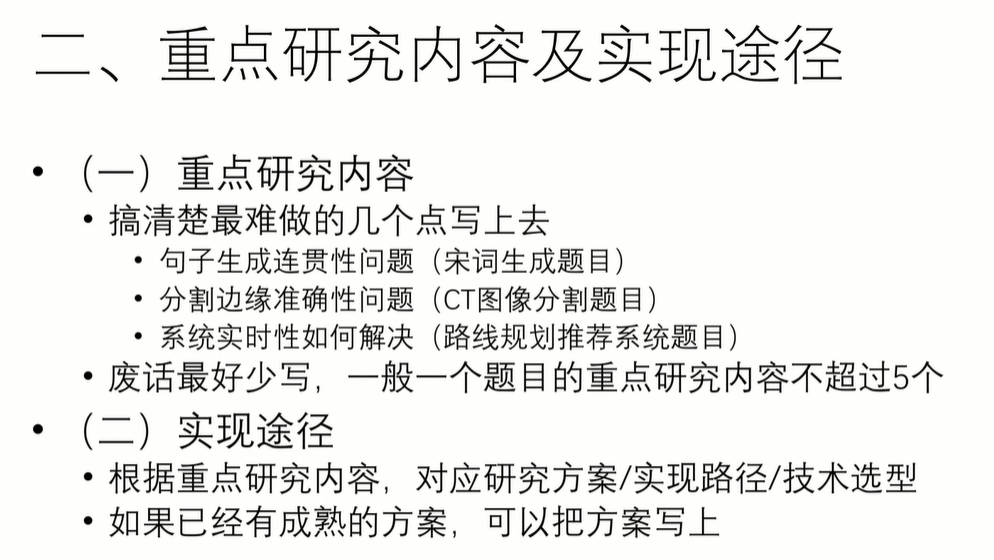 二、重点研究内容及实现途径
• （一）重点研究内容
• 搞清楚最难做的几个点写上去
• 句子生成连贯性问题（宋词生成题目）
• 分割边缘准确性问题（CT图像分割题目）
• 系统实时性如何解决（路线规划推荐系统题目）
• 废话最好少写，一般一个题目的重点研究内容不超过5个
• （二）实现途径
• 根据重点研究内容，对应研究方案/实现路径/技术选型
• 如果已经有成熟的方案，可以把方案写上